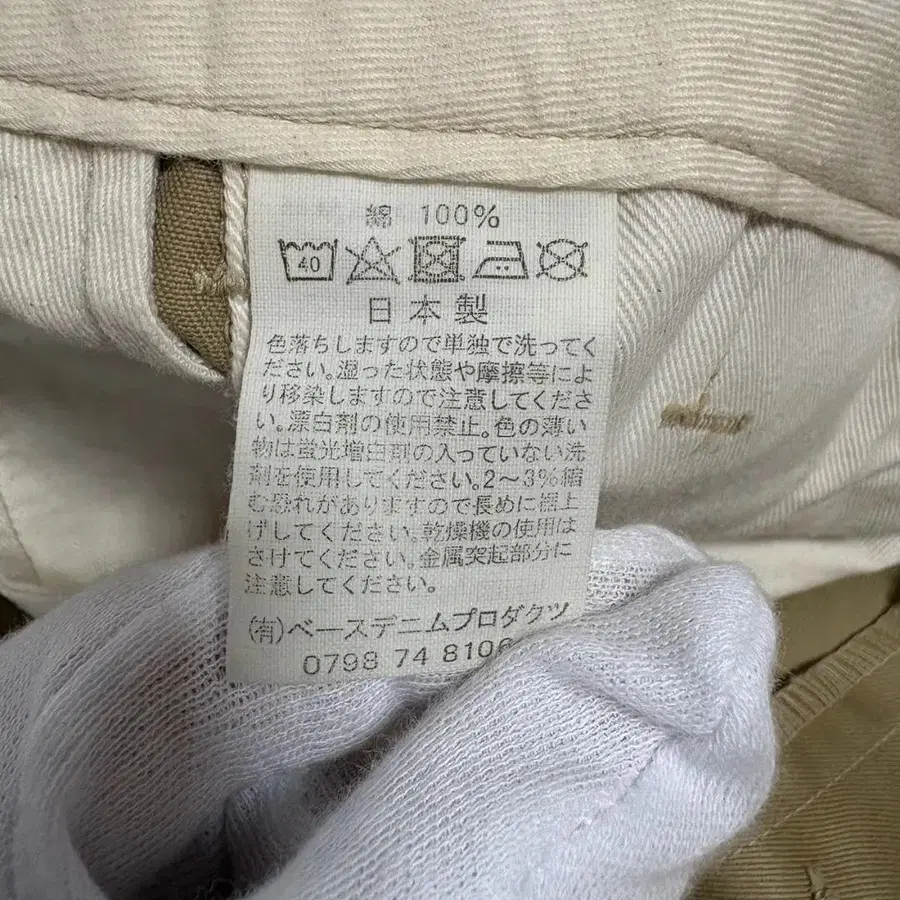 綿 100%
40
日本製
色落ちしますので単独で洗ってく
ださい。湿った状態や摩擦等によ
り移染しますので注意してくださ
い。漂白剤の使用禁止。色の薄い
物は蛍光増白剤の入っていない洗
剤を使用してください。2〜3%縮
む恐れがありますので長めに裾上
げしてください。乾燥機の使用は
さけてください。金属突起部分に
注意してください。
(有)ベースデニムプロダクツ
0798 74 8106